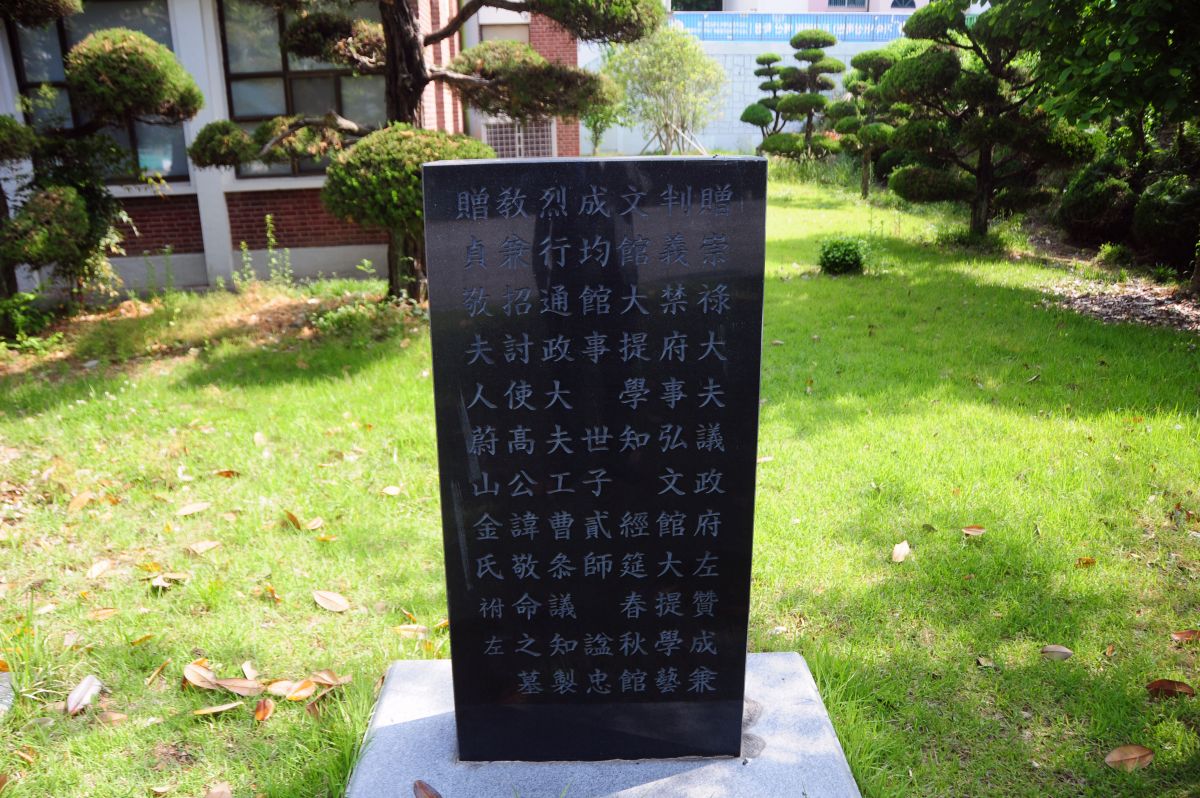 贈崇祿大夫議政府左贊成兼
判義禁府事弘文館大提學藝
文館大提學知 經筵春秋館
成均館事 世子貳師 諡忠
烈行通政大夫工曹叅議知製
敎兼招討使髙公諱敬命之墓
贈貞敬夫人蔚山金氏祔左